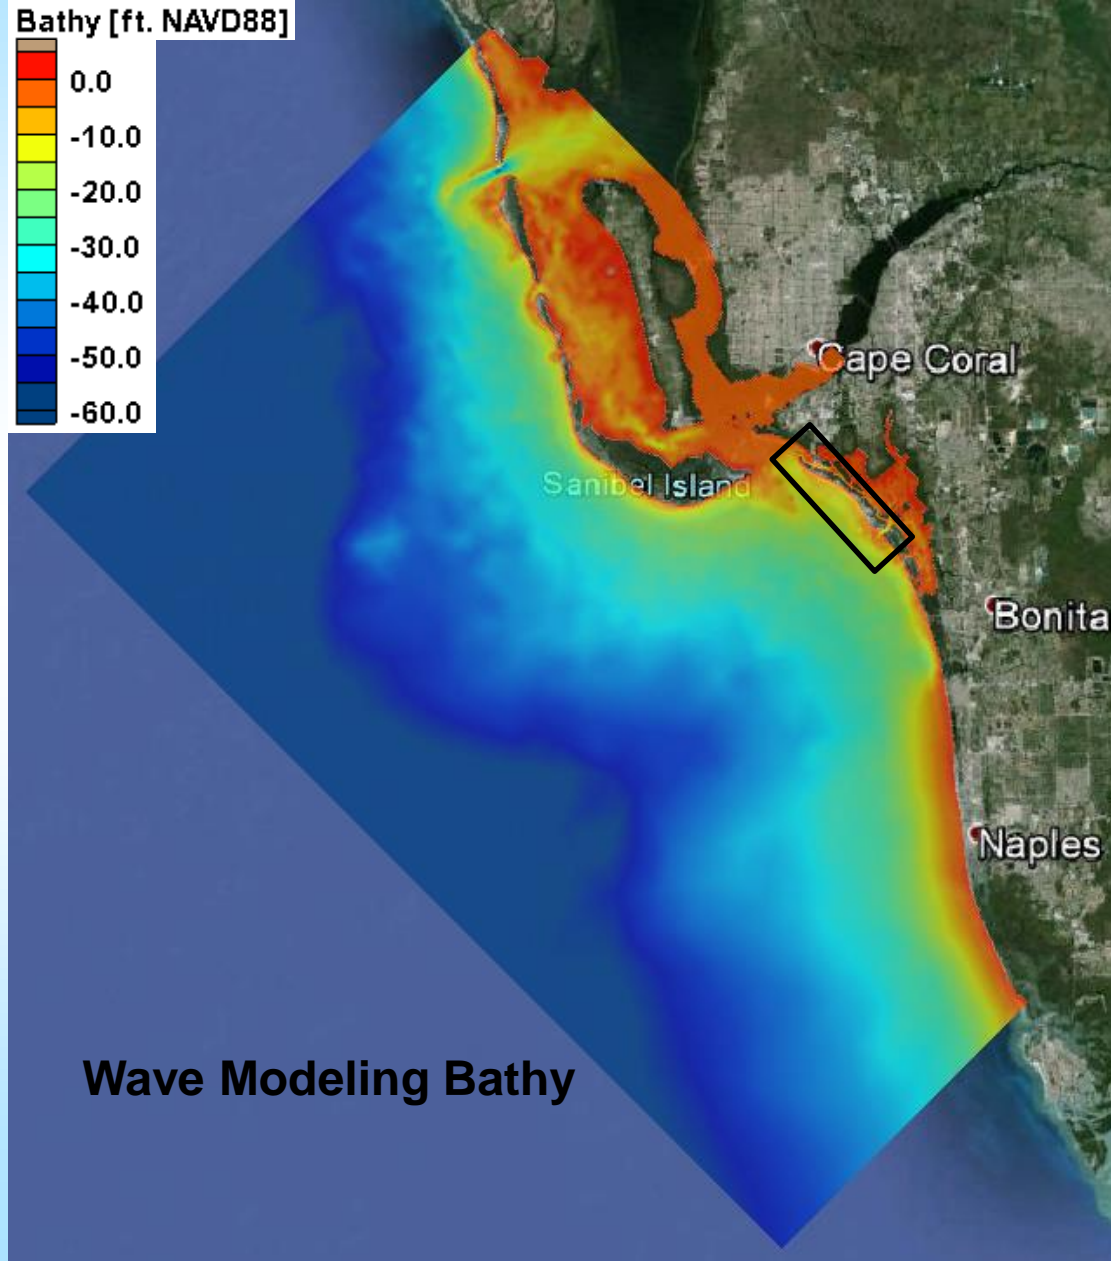 Bathy [ft. NAVD88]
0.0
-10.0
-20.0
-30.0
-40.0
-50.0
-60.0
Cape Coral
Sanibel Island
Bonita
Naples
Wave Modeling Bathy